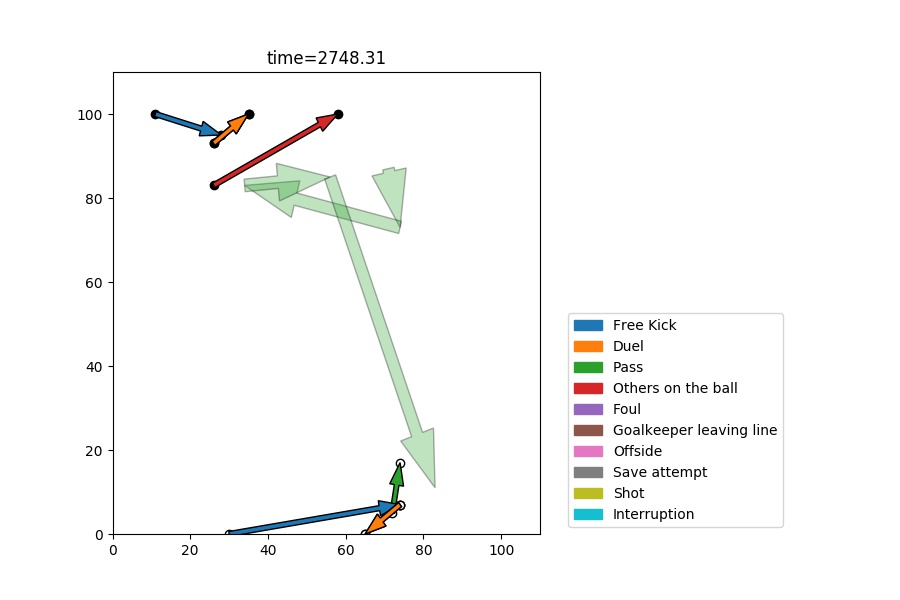 time=2748.31
100
80
60
40
20
0
0 20 40 60 80 100
Free Kick
Duel
Pass
Others on the ball
Foul
Goalkeeper leaving line
Offside
Save attempt
Shot
Interruption